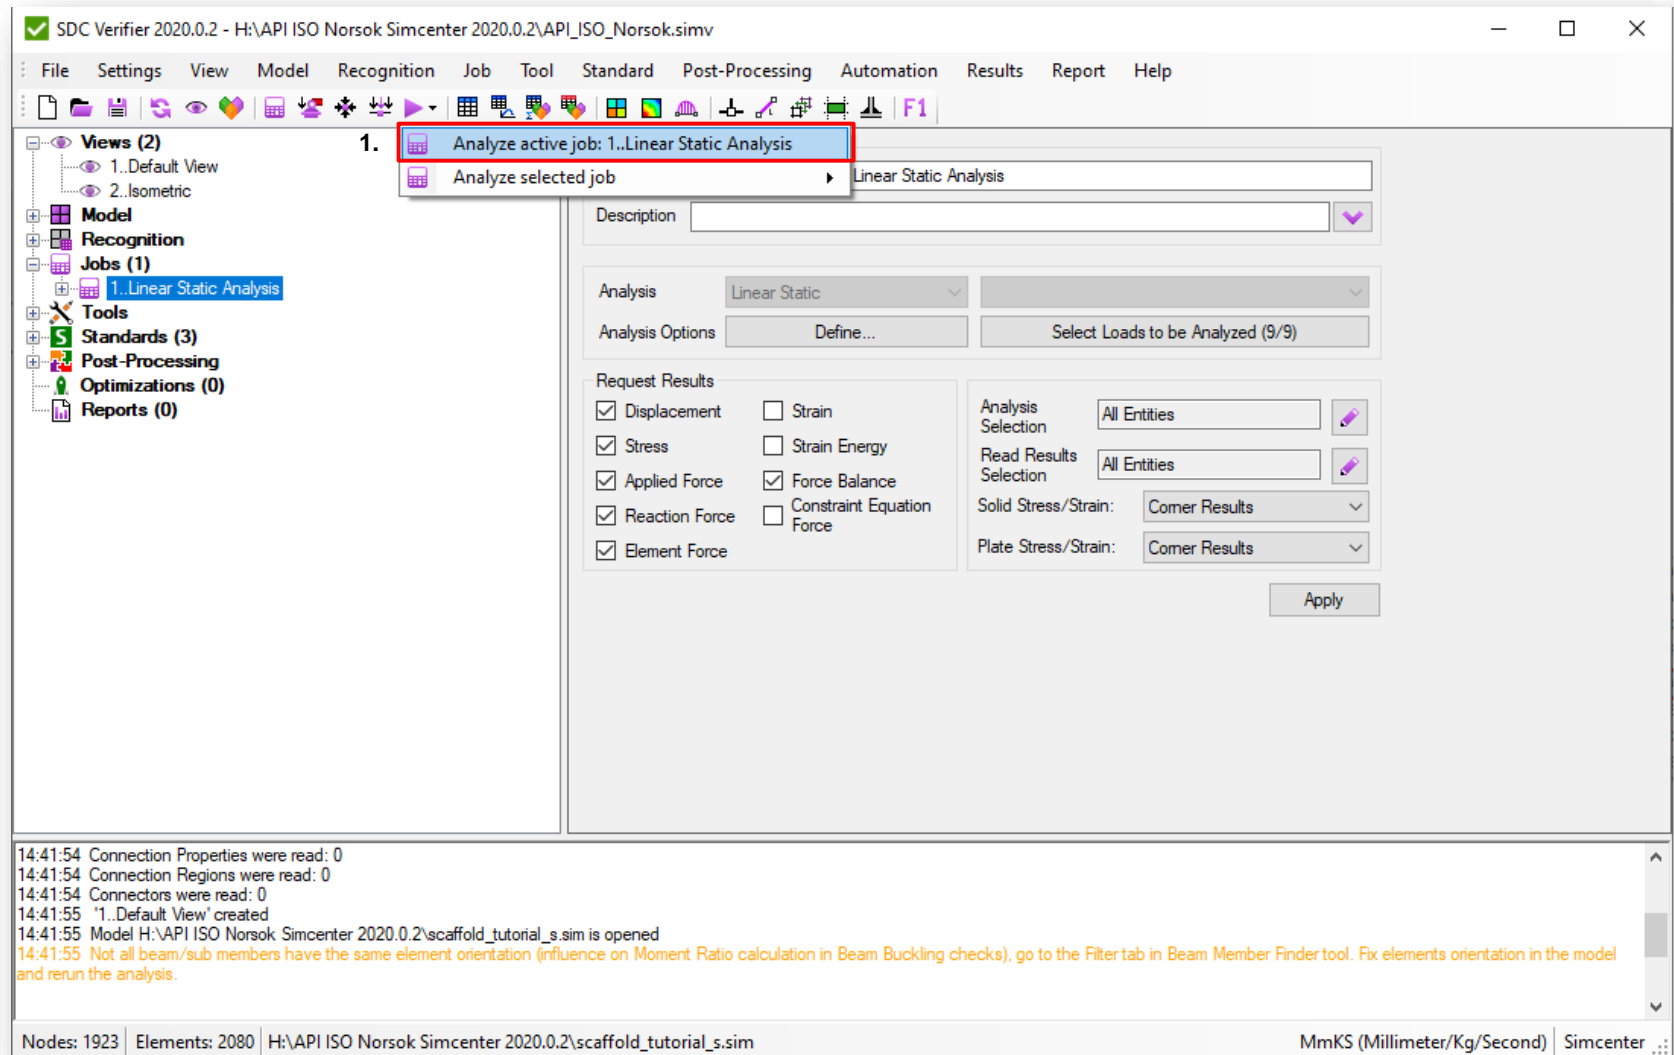 SDC Verifier 2020.0.2 - H:\API ISO Norsok Simcenter 2020.0.2\API_ISO_Norsok.simv
File Settings View Model Recognition Job Tool Standard Post-Processing Automation Results Report Help
F1
1. Analyze active job: 1..Linear Static Analysis
Analyze selected job
Linear Static Analysis
Description
Views (2)
1..Default View
2..Isometric
Model
Recognition
Jobs (1)
1..Linear Static Analysis
Tools
Standards (3)
Post-Processing
Optimizations (0)
Reports (0)
Analysis Linear Static
Analysis Options Define... Select Loads to be Analyzed (9/9)
Request Results
Displacement Strain
Stress Strain Energy
Applied Force Force Balance
Reaction Force Constraint Equation
Force
Element Force
Analysis
Selection All Entities
Read Results
Selection All Entities
Solid Stress/Strain: Corner Results
Plate Stress/Strain: Corner Results
Apply
14:41:54 Connection Properties were read: 0
14:41:54 Connection Regions were read: 0
14:41:54 Connectors were read: 0
14:41:55 '1..Default View' created
14:41:55 Model H:\API ISO Norsok Simcenter 2020.0.2\scaffold_tutorial_s.sim is opened
14:41:55 Not all beam/sub members have the same element orientation (influence on Moment Ratio calculation in Beam Buckling checks), go to the Filter tab in Beam Member Finder tool. Fix elements orientation in the model
and rerun the analysis.
Nodes: 1923 Elements: 2080 H:\API ISO Norsok Simcenter 2020.0.2\scaffold_tutorial_s.sim MmKS (Millimeter/Kg/Second) Simcenter